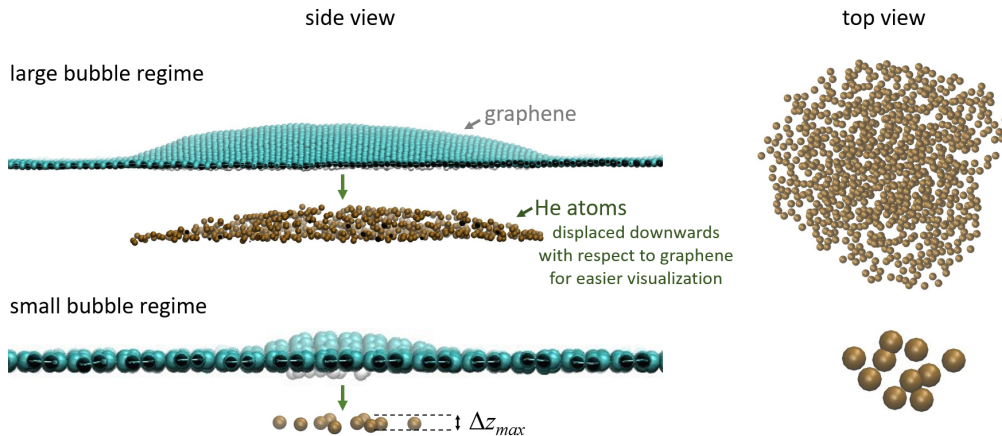 side view
top view
large bubble regime
graphene
He atoms
displaced downwards
with respect to graphene
for easier visualization
small bubble regime
Δz_max